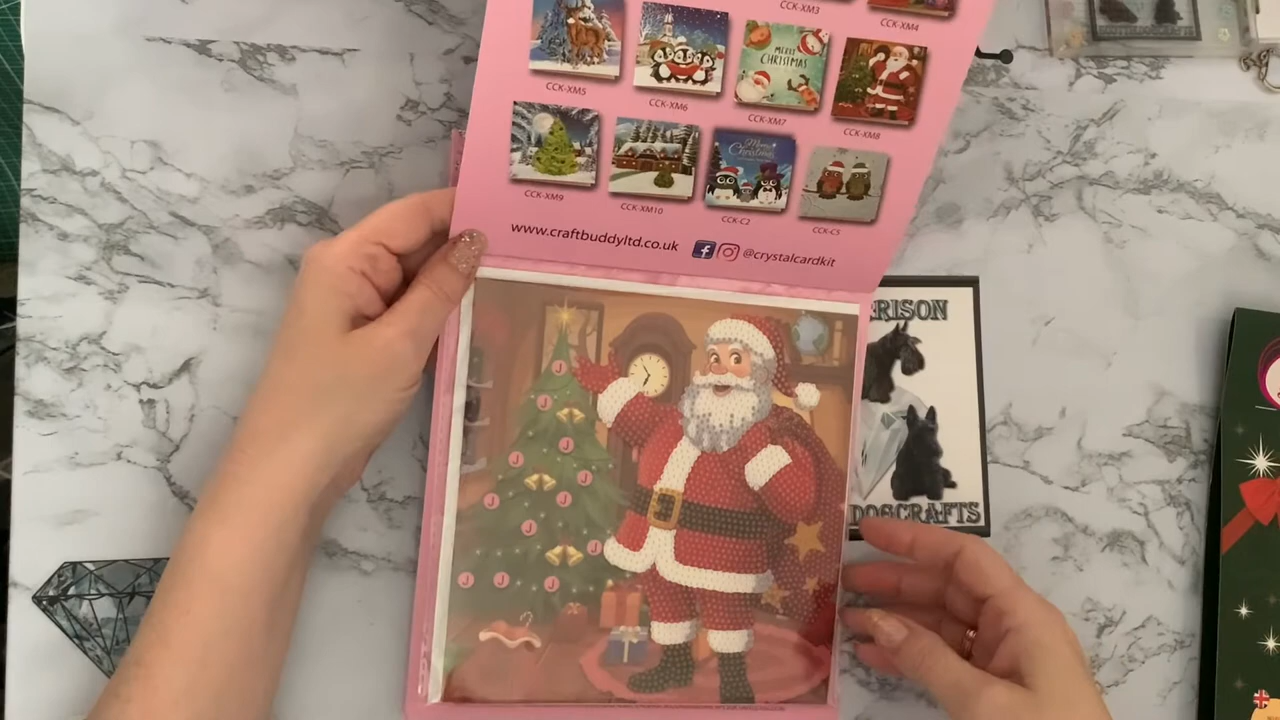 CCK-XM3
CCK-XM4
CCK-XM5
CCK-XM6
MERRY
CHRISTMAS
CCK-XM7
CCK-XM8
CCK-XM9
CCK-XM10
Merry
Christmas
CCK-C2
CCK-C5
www.craftbuddyltd.co.uk
@crystalcardkit
ERISON
DOGCRAFTS
J
J
J
J
J
J
J
J
J
J
J